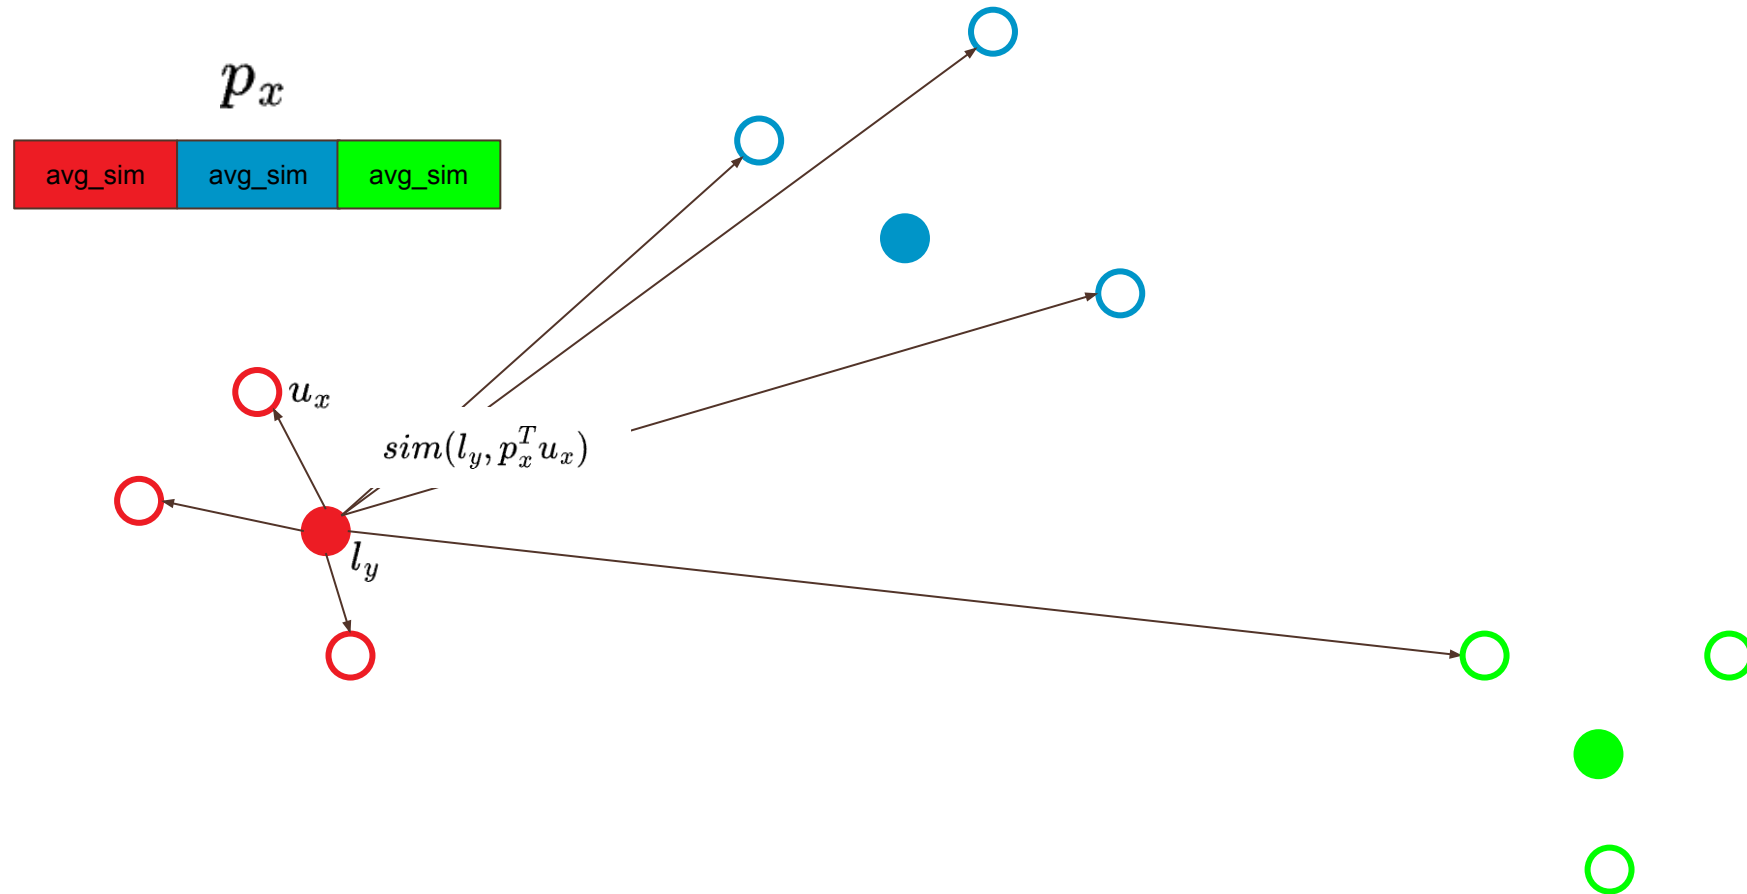 p_x
avg_sim avg_sim avg_sim
u_x
sim(l_y, p_x^T u_x)
l_y